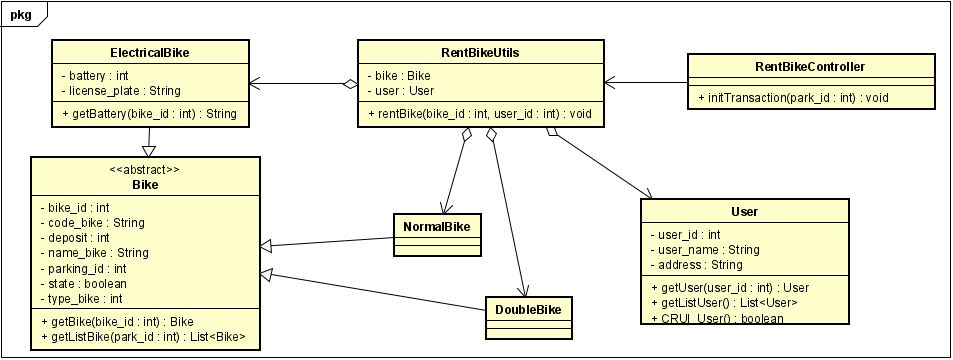 pkg
ElectricalBike
- battery : int
- license_plate : String
+ getBattery(bike_id : int) : String
RentBikeUtils
- bike : Bike
- user : User
+ rentBike(bike_id : int, user_id : int) : void
RentBikeController
+ initTransaction(park_id : int) : void
<<abstract>>
Bike
- bike_id : int
- code_bike : String
- deposit : int
- name_bike : String
- parking_id : int
- state : boolean
- type_bike : int
+ getBike(bike_id : int) : Bike
+ getListBike(park_id : int) : List<Bike>
NormalBike
DoubleBike
User
- user_id : int
- user_name : String
- address : String
+ getUser(user_id : int) : User
+ getListUser() : List<User>